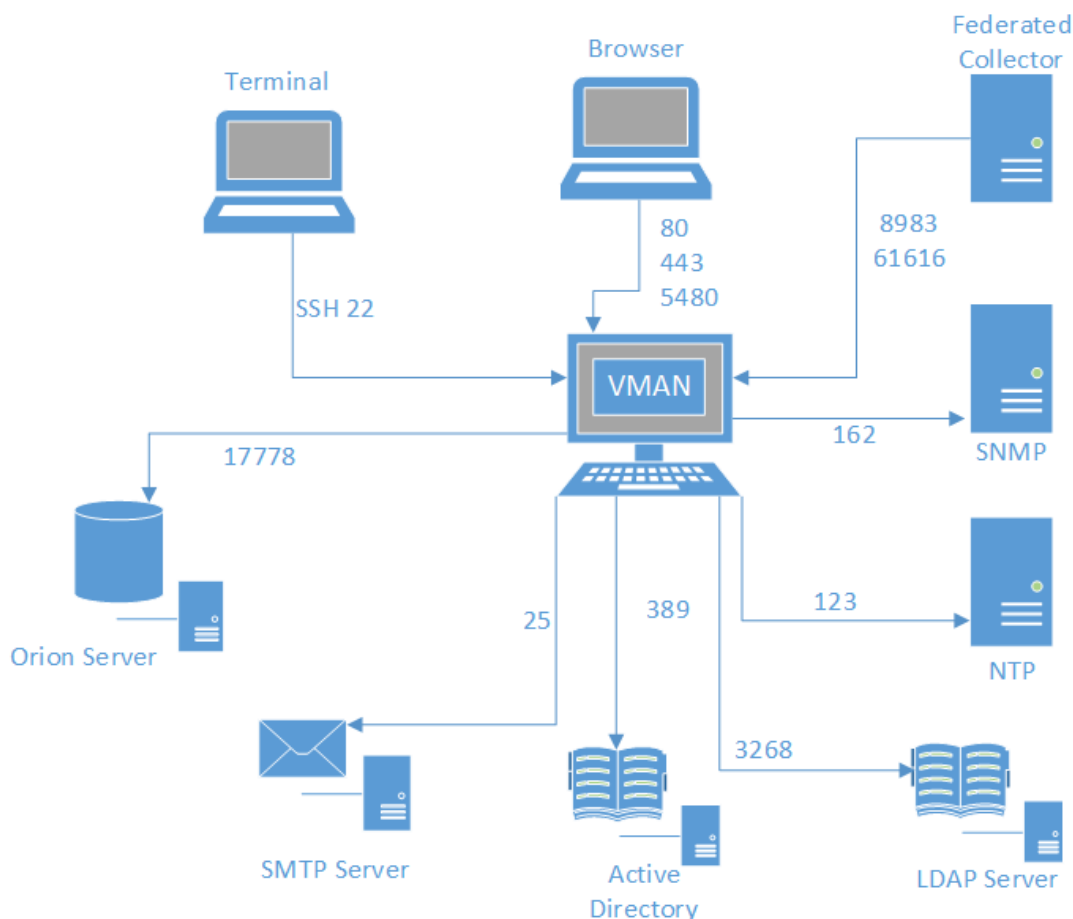 Federated
Collector
Browser
Terminal
80
443
5480
8983
61616
SSH 22
VMAN
162
SNMP
17778
25
389
123
Orion Server
NTP
3268
SMTP Server
Active
Directory
LDAP Server